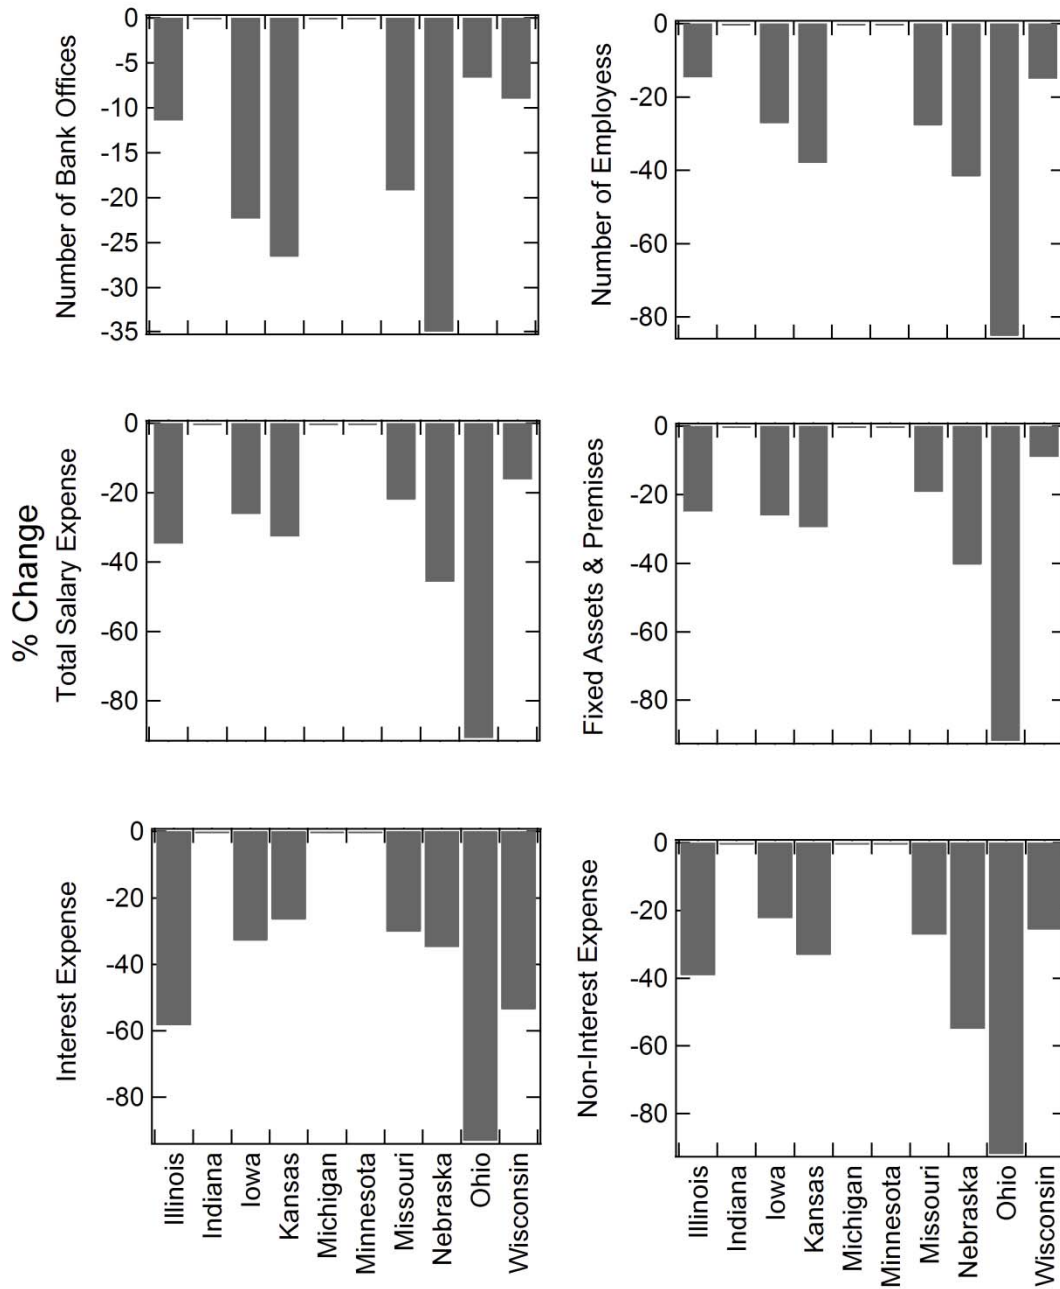 % Change
Number of Bank Offices
0
-5
-10
-15
-20
-25
-30
-35
Number of Employess
0
-20
-40
-60
-80
Total Salary Expense
0
-20
-40
-60
-80
Fixed Assets & Premises
0
-20
-40
-60
-80
Interest Expense
0
-20
-40
-60
-80
Illinois
Indiana
Iowa
Kansas
Michigan
Minnesota
Missouri
Nebraska
Ohio
Wisconsin
Non-Interest Expense
0
-20
-40
-60
-80
Illinois
Indiana
Iowa
Kansas
Michigan
Minnesota
Missouri
Nebraska
Ohio
Wisconsin